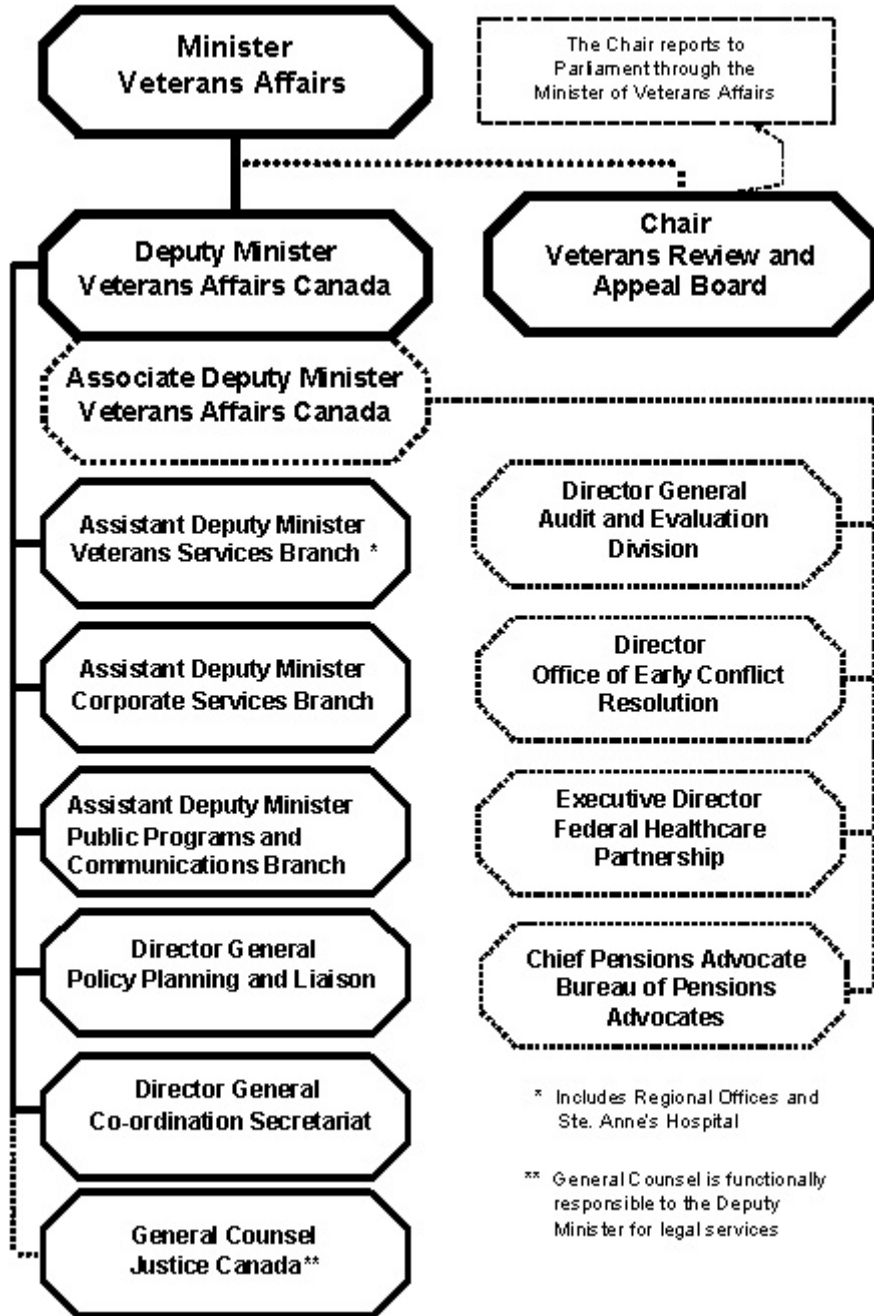 Minister
Veterans Affairs
The Chair reports to
Parliament through the
Minister of Veterans Affairs
Deputy Minister
Veterans Affairs Canada
Chair
Veterans Review and
Appeal Board
Associate Deputy Minister
Veterans Affairs Canada
Assistant Deputy Minister
Veterans Services Branch *
Director General
Audit and Evaluation
Division
Assistant Deputy Minister
Corporate Services Branch
Director
Office of Early Conflict
Resolution
Assistant Deputy Minister
Public Programs and
Communications Branch
Executive Director
Federal Healthcare
Partnership
Director General
Policy Planning and Liaison
Chief Pensions Advocate
Bureau of Pensions
Advocates
Director General
Co-ordination Secretariat
* Includes Regional Offices and
Ste. Anne's Hospital
General Counsel
Justice Canada**
** General Counsel is functionally
responsible to the Deputy
Minister for legal services